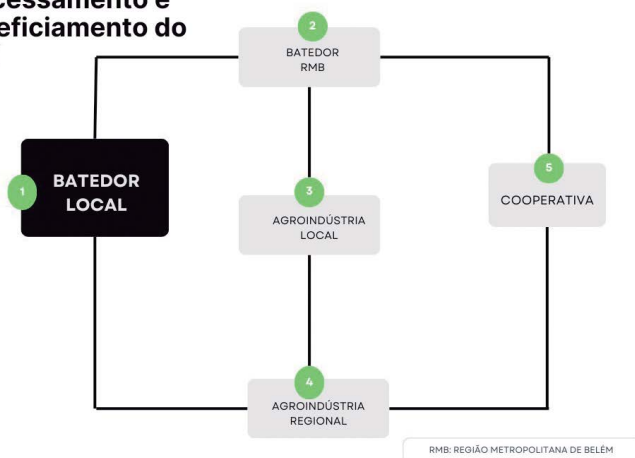 eficiamento do
2
BATEDOR
RMB
1
BATEDOR
LOCAL
3
AGROINDÚSTRIA
LOCAL
5
COOPERATIVA
4
AGROINDÚSTRIA
REGIONAL
RMB: REGIÃO METROPOLITANA DE BELÉM